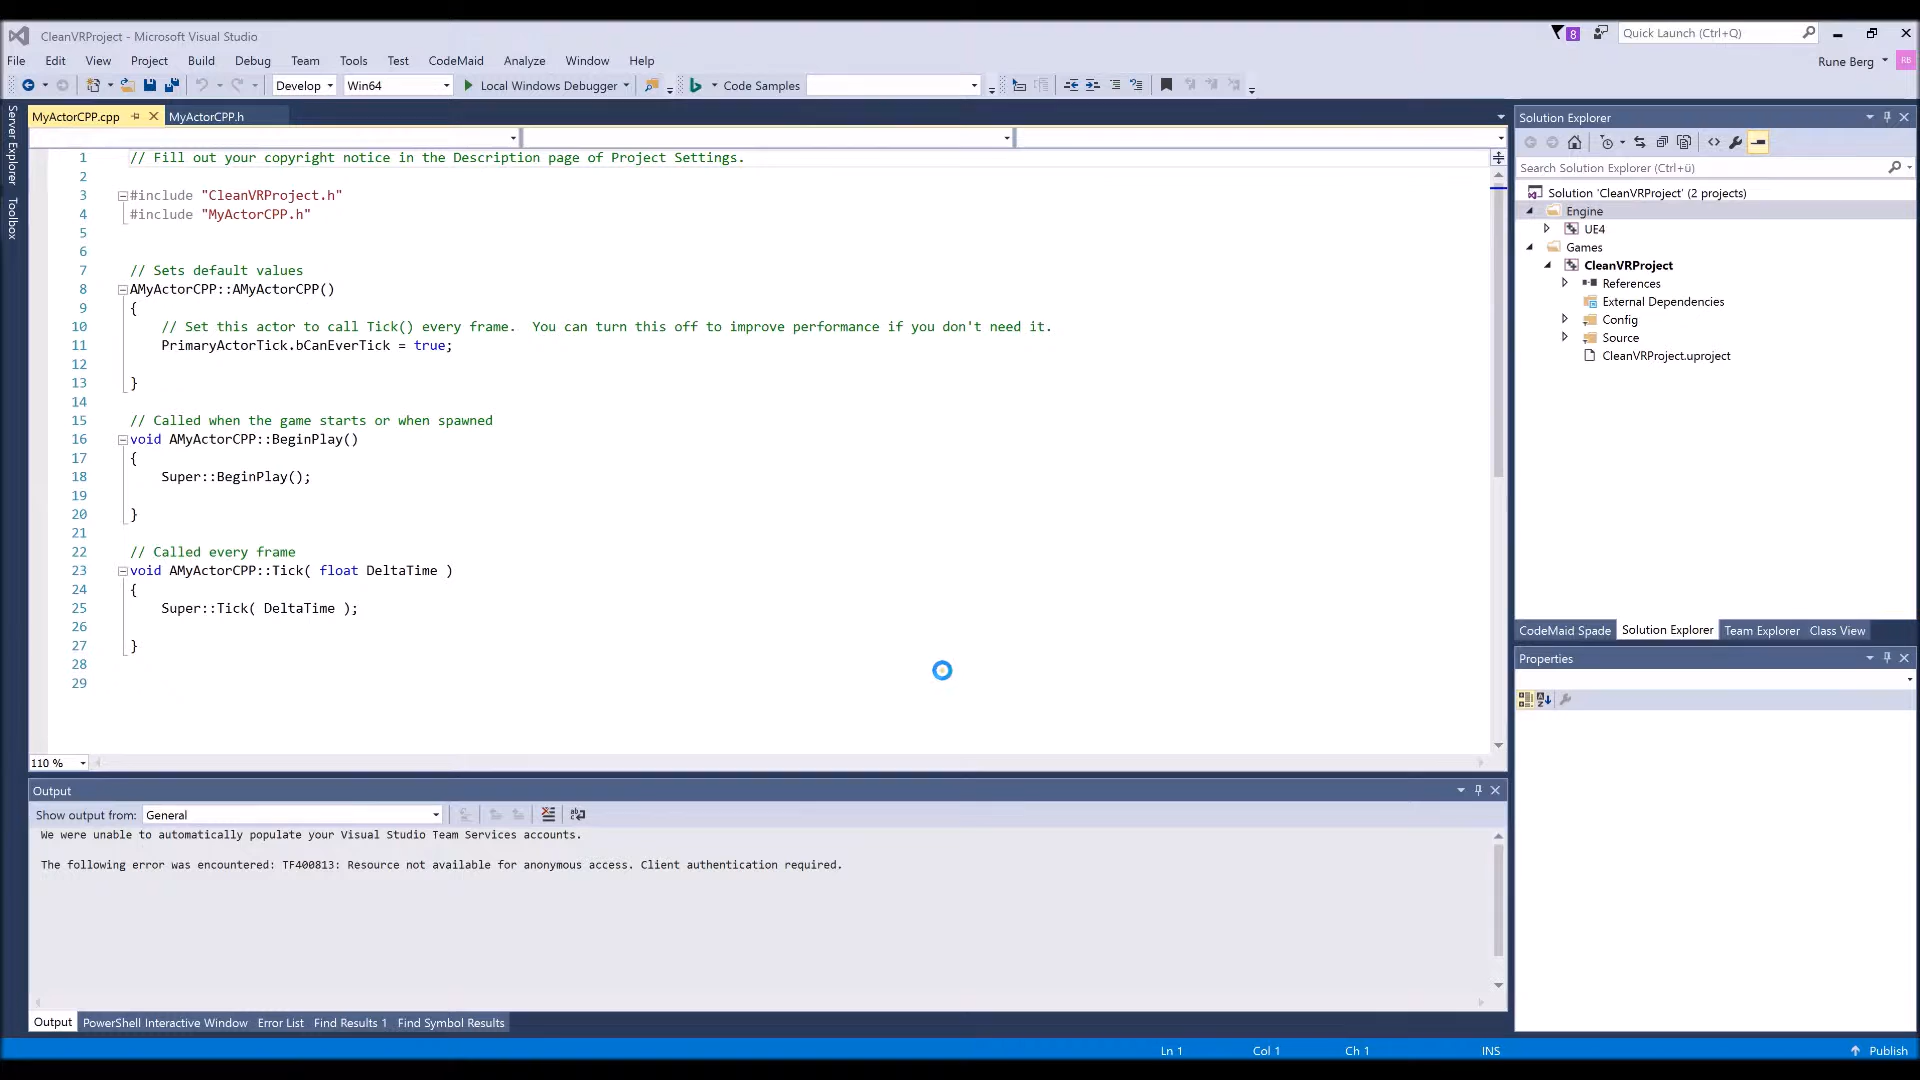 CleanVRProject - Microsoft Visual Studio
8
Quick Launch (Ctrl+Q)
File Edit View Project Build Debug Team Tools Test CodeMaid Analyze Window Help
Rune Berg
RB
Develop Win64 Local Windows Debugger Code Samples
Server Explorer
Toolbox
MyActorCPP.cpp MyActorCPP.h
1 // Fill out your copyright notice in the Description page of Project Settings.
2
3 #include "CleanVRProject.h"
4 #include "MyActorCPP.h"
5
6
7 // Sets default values
8 AMyActorCPP::AMyActorCPP()
9 {
10 // Set this actor to call Tick() every frame.  You can turn this off to improve performance if you don't need it.
11 PrimaryActorTick.bCanEverTick = true;
12
13 }
14
15 // Called when the game starts or when spawned
16 void AMyActorCPP::BeginPlay()
17 {
18 Super::BeginPlay();
19
20 }
21
22 // Called every frame
23 void AMyActorCPP::Tick( float DeltaTime )
24 {
25 Super::Tick( DeltaTime );
26
27 }
28
29
110 %
Output
Show output from: General
We were unable to automatically populate your Visual Studio Team Services accounts.
The following error was encountered: TF400813: Resource not available for anonymous access. Client authentication required.
Output PowerShell Interactive Window Error List Find Results 1 Find Symbol Results
Solution Explorer
Search Solution Explorer (Ctrl+ü)
Solution 'CleanVRProject' (2 projects)
Engine
UE4
Games
CleanVRProject
References
External Dependencies
Config
Source
CleanVRProject.uproject
CodeMaid Spade Solution Explorer Team Explorer Class View
Properties
Ln 1 Col 1 Ch 1 INS Publish